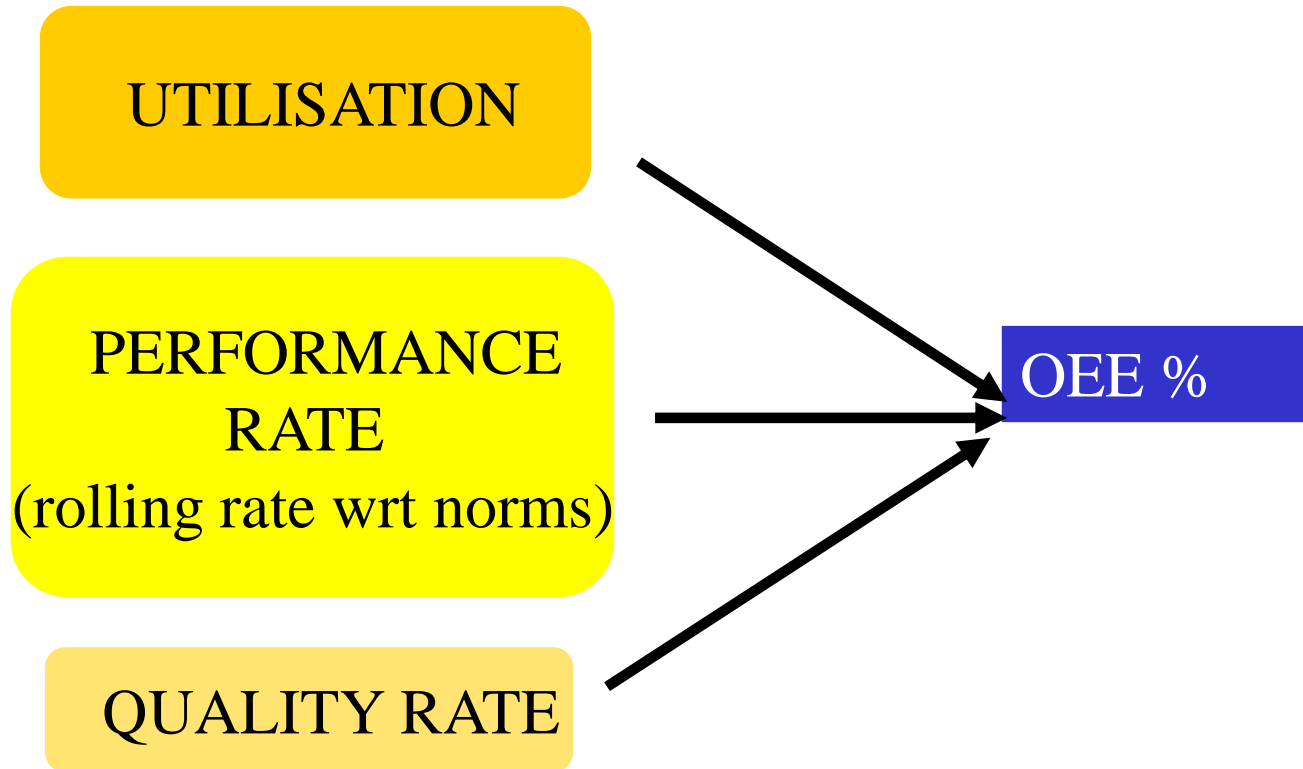 UTILISATION
PERFORMANCE
RATE
(rolling rate wrt norms)
OEE %
QUALITY RATE